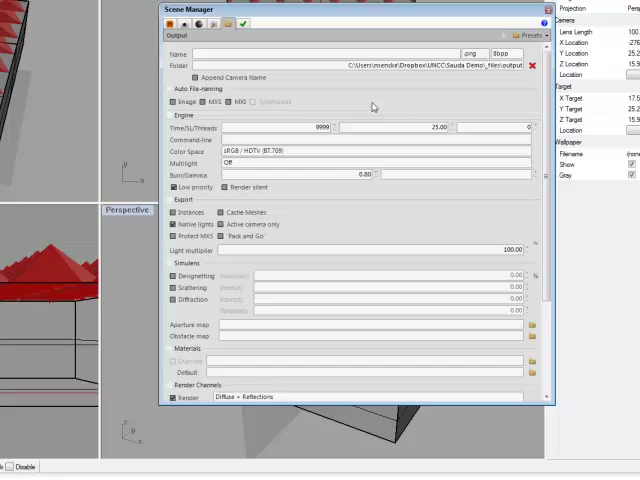 Scene Manager
Output
Presets
Name
.png
8bpp
Folder
C:\Users\nsenske\Dropbox\UNCC\Sauda Demo\_files\output
Append Camera Name
Auto File-naming
Image
MXS
MXI
Engine
Time/SL/Threads
9999
25.00
0
Command-line
Color Space
sRGB / HDTV (BT.709)
Multilight
Off
Burn/Gamma
0.80
Low priority
Render silent
Export
Instances
Cache Meshes
Native lights
Active camera only
Protect MXS
'Pack and Go'
Light multiplier
100.00
%
Simulens
Devignetting
0.00
%
Scattering
Intensity
0.00
Diffraction
Intensity
0.00
Frequency
0.00
Aperture map
Obstacle map
Materials
Override
Default
Render Channels
Render
Diffuse + Reflections
Perspective
y
x
z
y
x
k
Disable
Projection
Persp
Camera
Lens Length
100.
X Location
-276
Y Location
25.2
Z Location
15.9
Location
Target
X Target
17.5
Y Target
25.2
Z Target
15.9
Location
Wallpaper
Filename
(none
Show
Gray